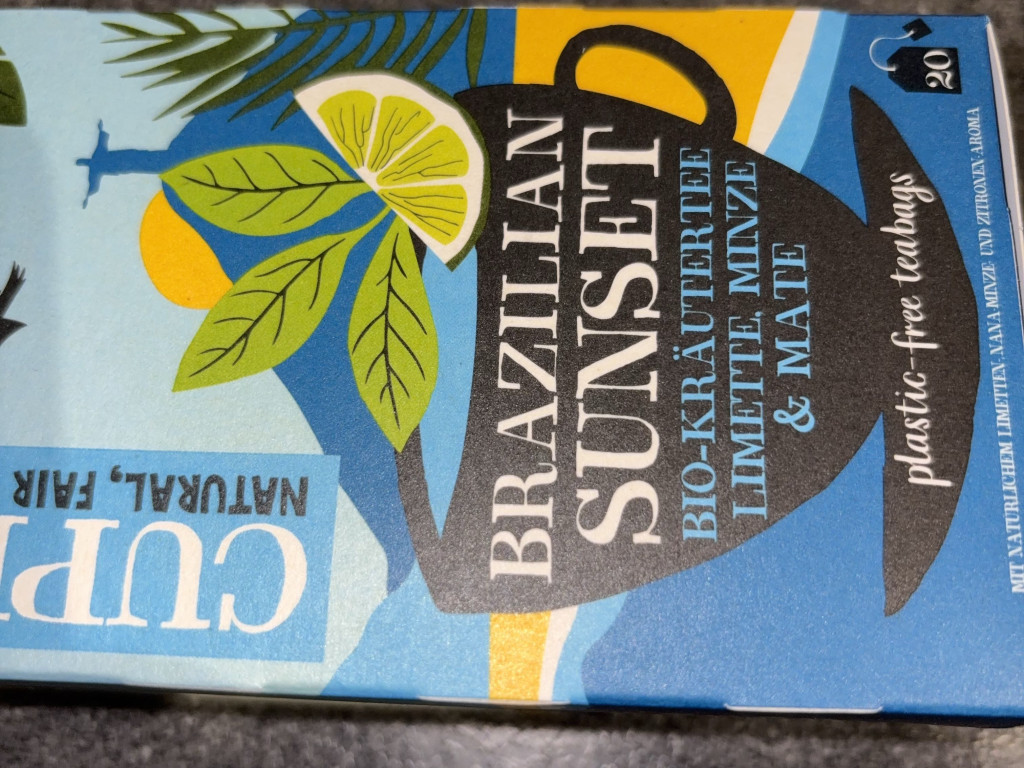 CUP
NATURAL, FAIR
BRAZILIAN
SUNSET
BIO-KRÄUTERTEE
LIMETTE, MINZE
& MATE
plastic-free teabags
20
MIT NATÜRLICHEM LIMETTEN-, NANA-MINZE- UND ZITRONEN-AROMA